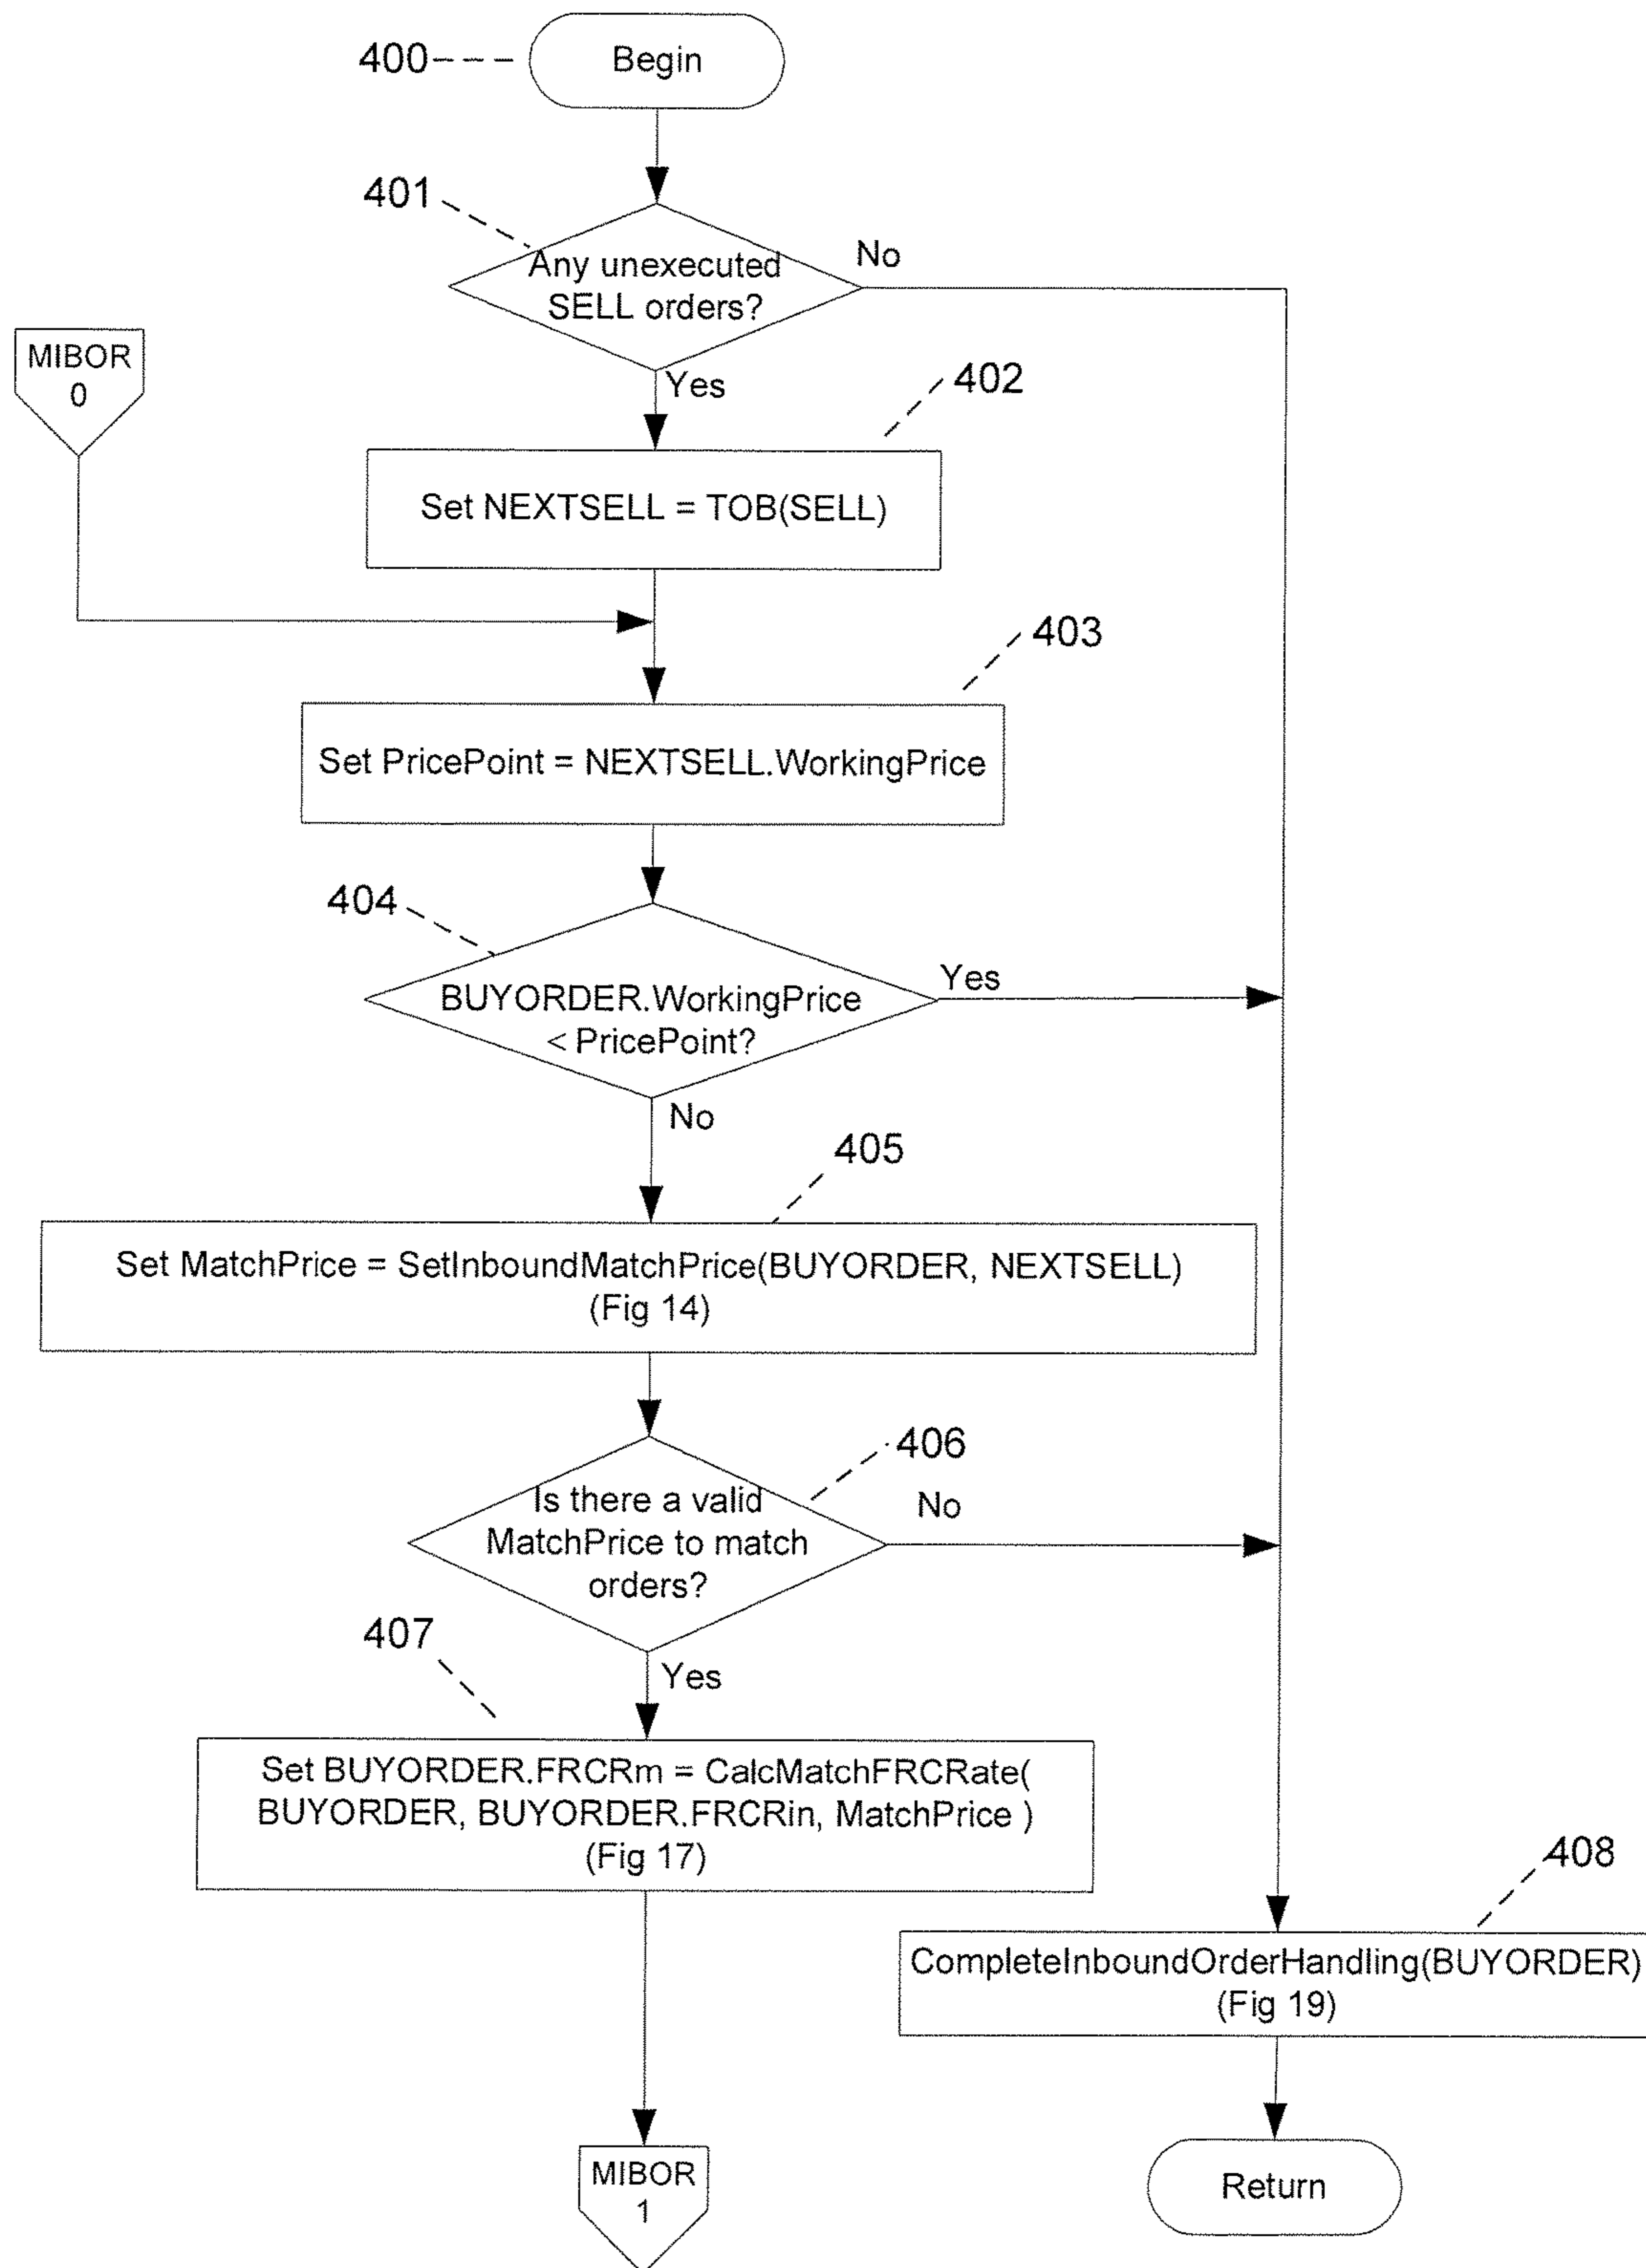 400
Begin
401
Any unexecuted
SELL orders?
No
Yes
MIBOR
0
402
Set NEXTSELL = TOB(SELL)
403
Set PricePoint = NEXTSELL.WorkingPrice
404
BUYORDER.WorkingPrice
< PricePoint?
Yes
No
405
Set MatchPrice = SetInboundMatchPrice(BUYORDER, NEXTSELL)
(Fig 14)
406
Is there a valid
MatchPrice to match
orders?
No
Yes
407
Set BUYORDER.FRCRm = CalcMatchFRCRate(
BUYORDER, BUYORDER.FRCRin, MatchPrice )
(Fig 17)
408
CompleteInboundOrderHandling(BUYORDER)
(Fig 19)
MIBOR
1
Return